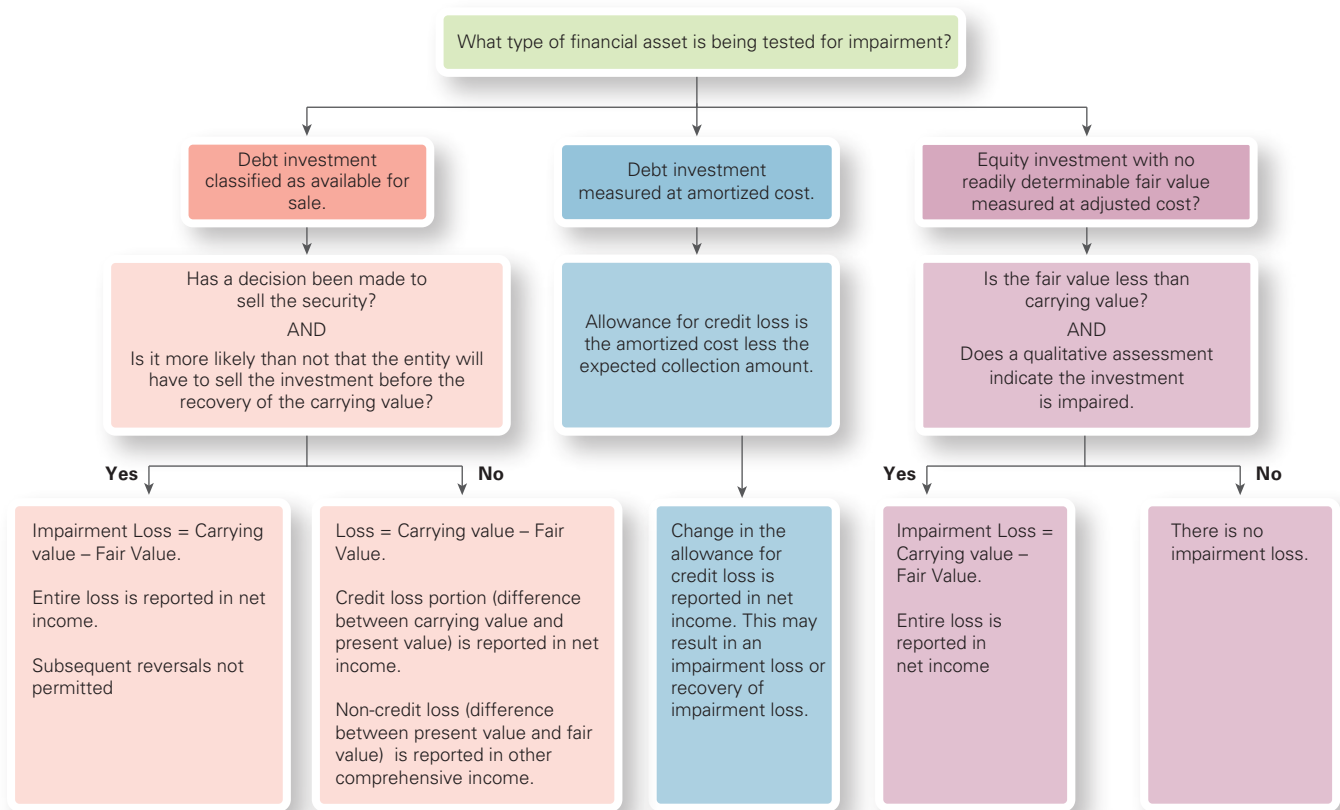 What type of financial asset is being tested for impairment?
Debt investment
classified as available for
sale.
Debt investment
measured at amortized cost.
Equity investment with no
readily determinable fair value
measured at adjusted cost?
Has a decision been made to
sell the security?
AND
Is it more likely than not that the entity will
have to sell the investment before the
recovery of the carrying value?
Allowance for credit loss is
the amortized cost less the
expected collection amount.
Is the fair value less than
carrying value?
AND
Does a qualitative assessment
indicate the investment
is impaired.
Yes
No
Yes
No
Impairment Loss = Carrying
value – Fair Value.
Entire loss is reported in net
income.
Subsequent reversals not
permitted
Loss = Carrying value – Fair
Value.
Credit loss portion (difference
between carrying value and
present value) is reported in net
income.
Non-credit loss (difference
between present value and fair
value) is reported in other
comprehensive income.
Change in the
allowance for
credit loss is
reported in net
income. This may
result in an
impairment loss or
recovery of
impairment loss.
Impairment Loss =
Carrying value –
Fair Value.
Entire loss is
reported in
net income
There is no
impairment loss.